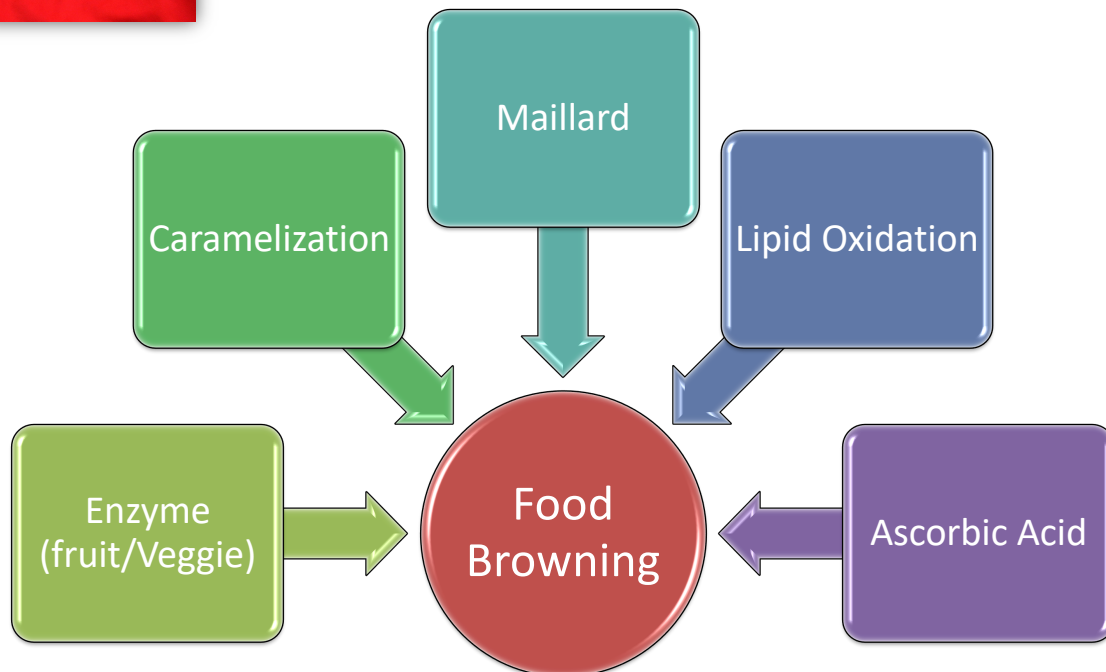 Maillard
Caramelization
Lipid Oxidation
Enzyme
(fruit/Veggie)
Food
Browning
Ascorbic Acid